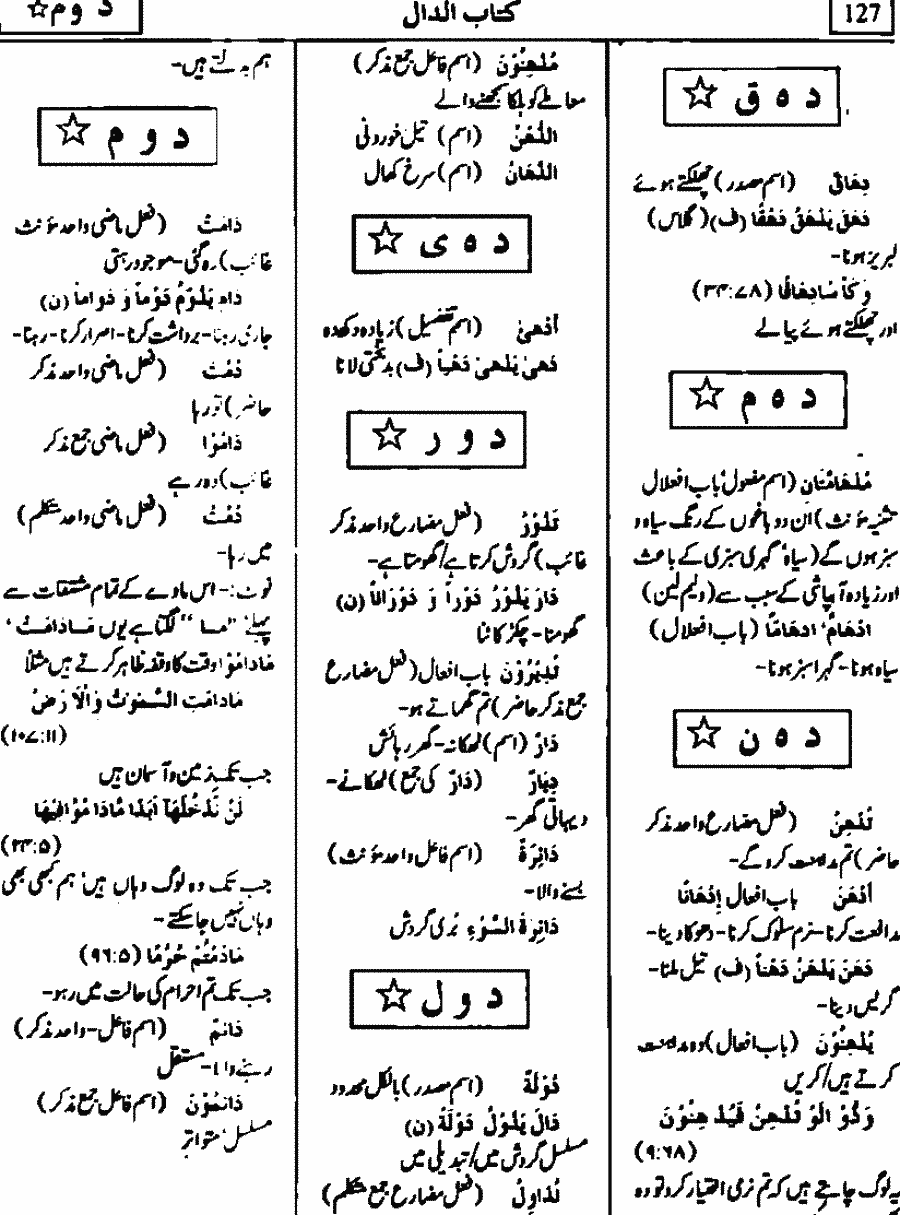 127
کتاب الدال
د و م ☆
د ہ ق ☆
دِهَاقٌ (اسم مصدر) چھلکتے ہوئے
دَهَقَ يَدْهَقُ دَهْقًا (ف) (گلاس)
لبریز ہونا-
وَكَأْسًا دِهَاقًا (۳۴:۷۸)
اور چھلکتے ہوئے پیالے
د ہ م ☆
مُدْهَامَّتَانِ (اسم مفعول' باب افعلال
تثنیہ مؤنث) ان دو باغوں کے رنگ سیاہ و
سبز ہوں گے (سیاہ' گہری سبزی کے باعث
اور زیادہ آبپاشی کے سبب سے (ولیم لین)
ادْهَامَّ' ادْهَامًّا (باب افعلال)
سیاہ ہونا- گہرا سبز ہونا-
د ہ ن ☆
تُدْهِنُ (فعل مضارع واحد مذکر
حاضر) تم مداہنت کرو گے-
أَدْهَنَ باب افعال إِدْهَانًا
مدافعت کرنا- نرم سلوک کرنا- دھوکا دینا-
دَهَنَ يَدْهَنُ دَهْنًا (ف) تیل ملنا-
گریس دینا-
يُدْهِنُوْنَ (باب افعال) وہ مداہنت
کرتے ہیں/کریں
وَدُّوْا لَوْ تُدْهِنُ فَيُدْهِنُوْنَ
(۹:۶۸)
یہ لوگ چاہتے ہیں کہ تم نرمی اختیار کرو تو وہ
مُدْهِنُوْنَ (اسم فاعل جمع مذکر)
معاملے کو ہلکا سمجھنے والے
الدُّهْنُ (اسم) تیل خوردنی
الدِّهَانُ (اسم) سرخ کھال
د ہ ی ☆
أَدْهٰى (اسم تفضیل) زیادہ دکھ دہ
دَهٰى يَدْهٰى دَهْيًا (ف) بدبختی لانا
د و ر ☆
تَدُوْرُ (فعل مضارع واحد مذکر
غائب) گردش کرتا ہے/گھومتا ہے-
دَارَ يَدُوْرُ دَوْرًا وَ دَوَرَانًا (ن)
گھومنا- چکر کاٹنا
تُدِيْرُوْنَ باب افعال (فعل مضارع
جمع مذکر حاضر) تم گھماتے ہو-
دَارٌ (اسم) ٹھکانہ- گھر رہائش
دِيَارٌ (دَارٌ کی جمع) ٹھکانے-
دیہاتی گھر-
دَائِرَةٌ (اسم فاعل واحد مؤنث)
بسنے والا-
دَائِرَةُ السَّوْءِ بُری گردش
د و ل ☆
دُوْلَةٌ (اسم مصدر) بالکل محدود
دَالَ يَدُوْلُ دَوْلَةً (ن)
مسلسل گردش میں/تبدیلی میں
نُدَاوِلُ (فعل مضارع جمع متکلم)
ہم بدلتے ہیں-
د و م ☆
دَامَتْ (فعل ماضی واحد مؤنث
غائب) رہ گئی- موجود رہتی
دَامَ يَدُوْمُ دَوْمًا وَ دَوَامًا (ن)
جاری رہنا- برداشت کرنا- اصرار کرنا- رہنا-
دُمْتَ (فعل ماضی واحد مذکر
حاضر) تو رہا
دَامُوْا (فعل ماضی جمع مذکر
غائب) وہ رہے
دُمْتُ (فعل ماضی واحد متکلم)
میں رہا-
نوٹ:- اس مادے کے تمام مشتقات سے
پہلے "مـا" لگتا ہے یوں مَـادَامَتْ'
مَادَامُوْا وقت کا وقفہ ظاہر کرتے ہیں مثلاً
مَادَامَتِ السَّمٰوٰتُ وَالْاَرْضُ
(۱۰۷:۱۱)
جب تک زمین و آسمان ہیں
لَنْ نَّدْخُلَهَآ اَبَدًا مَّادَامُوْا فِيْهَا
(۲۴:۵)
جب تک وہ لوگ وہاں ہیں' ہم کبھی بھی
وہاں نہیں جا سکتے-
مَادُمْتُمْ حُرُمًا (۹۶:۵)
جب تک تم احرام کی حالت میں رہو-
دَائِمٌ (اسم فاعل- واحد مذکر)
رہنے والا- مستقل
دَائِمُوْنَ (اسم فاعل جمع مذکر)
مسلسل' متواتر